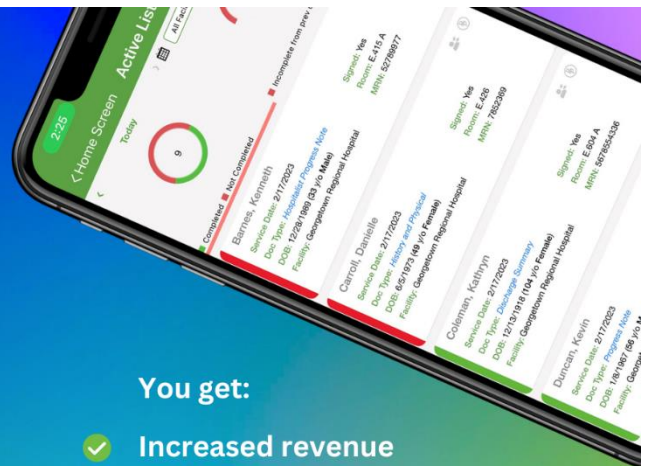 2:25
Home Screen
Active List
All Faci
Today
9
Completed
Not Completed
Incomplete from prev
Barnes, Kenneth
Service Date: 2/17/2023
Doc Type: Hospitalist Progress Note
DOB: 12/28/1989 (33 y/o Male)
Facility: Georgetown Regional Hospital
Signed: Yes
Room: E.415 A
MRN: 52789977
Carroll, Danielle
Service Date: 2/17/2023
Doc Type: History and Physical
DOB: 6/5/1973 (49 y/o Female)
Facility: Georgetown Regional Hospital
Signed: Yes
Room: E.426
MRN: 7852369
Coleman, Kathryn
Service Date: 2/17/2023
Doc Type: Discharge Summary
DOB: 12/13/1918 (104 y/o Female)
Facility: Georgetown Regional Hospital
Signed: Yes
Room: E.604 A
MRN: 5678554336
Duncan, Kevin
Service Date: 2/17/2023
Doc Type: Progress Note
DOB: 1/8/1967 (56 y/o M
Facility: Georget
You get:
Increased revenue